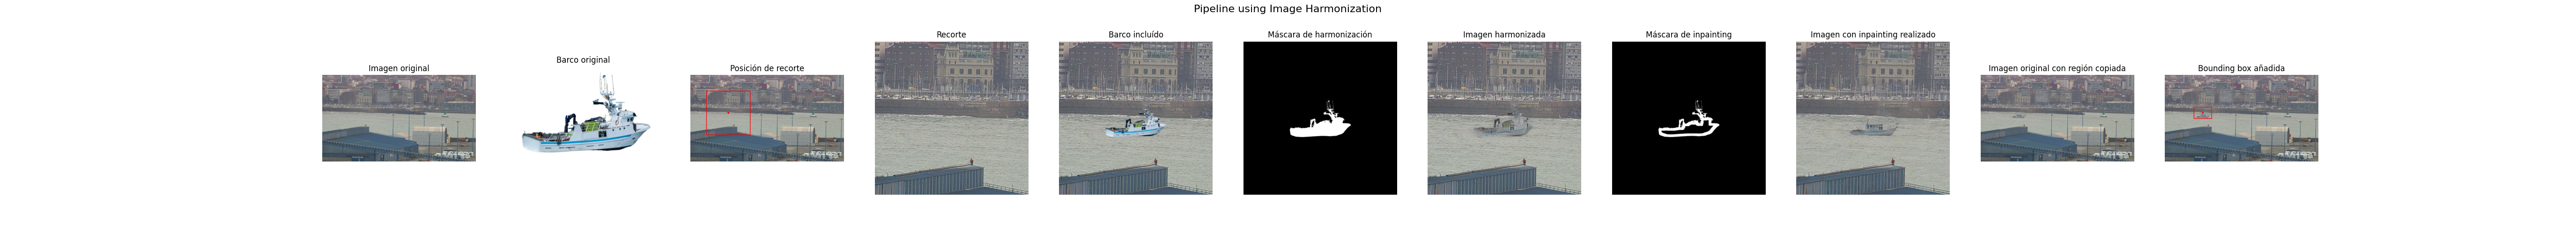 Pipeline using Image Harmonization
Imagen original
Barco original
Posición de recorte
Recorte
Barco incluído
Máscara de harmonización
Imagen harmonizada
Máscara de inpainting
Imagen con inpainting realizado
Imagen original con región copiada
Bounding box añadida